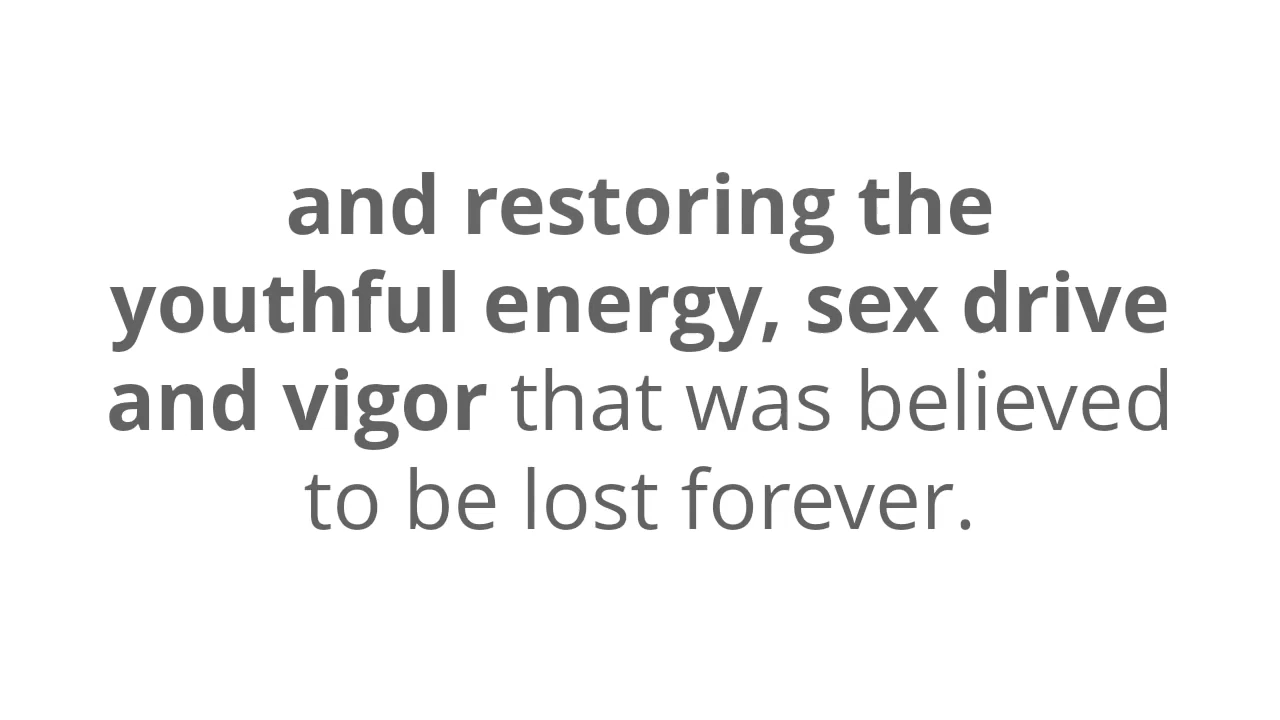 and restoring the
youthful energy, sex drive
and vigor that was believed
to be lost forever.